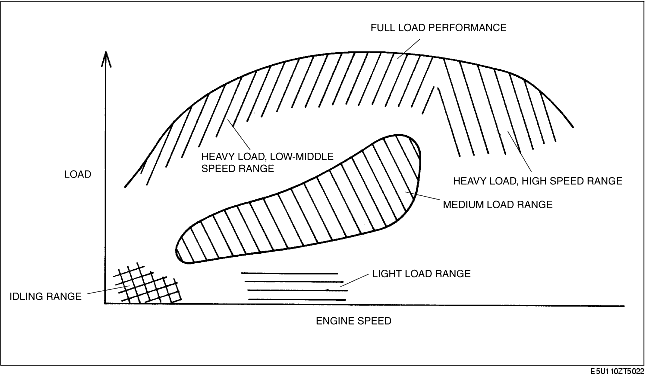 FULL LOAD PERFORMANCE
HEAVY LOAD, LOW-MIDDLE
SPEED RANGE
LOAD
HEAVY LOAD, HIGH SPEED RANGE
MEDIUM LOAD RANGE
LIGHT LOAD RANGE
IDLING RANGE
ENGINE SPEED
E5U110ZT5022